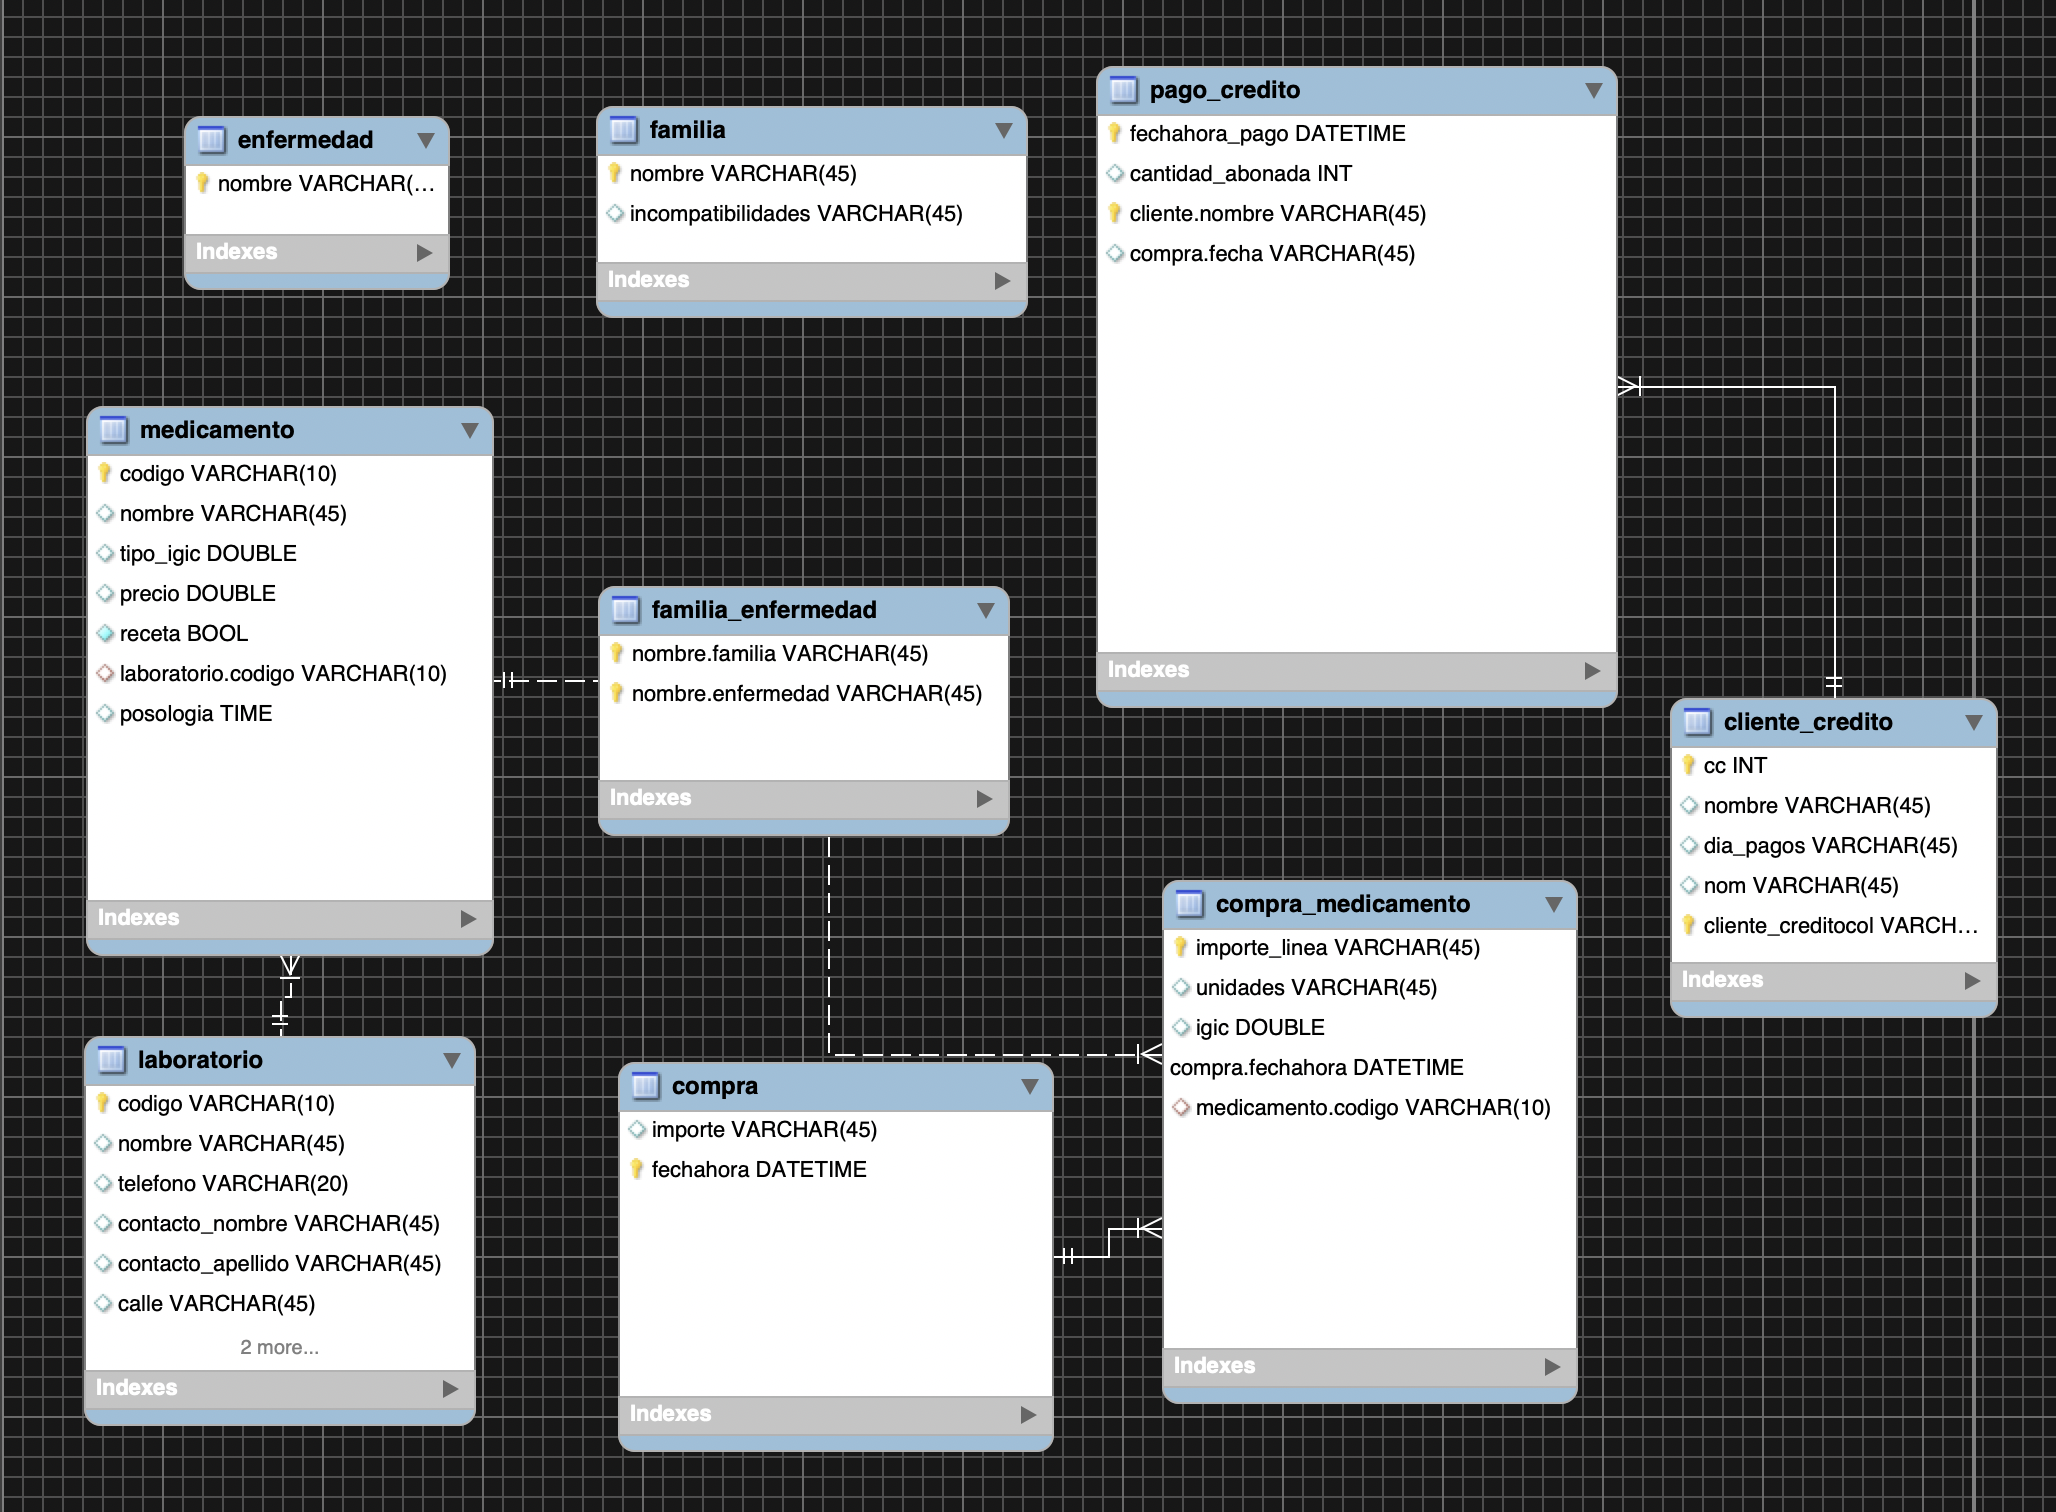 enfermedad
nombre VARCHAR(...
Indexes
familia
nombre VARCHAR(45)
incompatibilidades VARCHAR(45)
Indexes
pago_credito
fechahora_pago DATETIME
cantidad_abonada INT
cliente.nombre VARCHAR(45)
compra.fecha VARCHAR(45)
Indexes
medicamento
codigo VARCHAR(10)
nombre VARCHAR(45)
tipo_igic DOUBLE
precio DOUBLE
receta BOOL
laboratorio.codigo VARCHAR(10)
posologia TIME
Indexes
familia_enfermedad
nombre.familia VARCHAR(45)
nombre.enfermedad VARCHAR(45)
Indexes
cliente_credito
cc INT
nombre VARCHAR(45)
dia_pagos VARCHAR(45)
nom VARCHAR(45)
cliente_creditocol VARCH...
Indexes
compra_medicamento
importe_linea VARCHAR(45)
unidades VARCHAR(45)
igic DOUBLE
compra.fechahora DATETIME
medicamento.codigo VARCHAR(10)
Indexes
laboratorio
codigo VARCHAR(10)
nombre VARCHAR(45)
telefono VARCHAR(20)
contacto_nombre VARCHAR(45)
contacto_apellido VARCHAR(45)
calle VARCHAR(45)
2 more...
Indexes
compra
importe VARCHAR(45)
fechahora DATETIME
Indexes